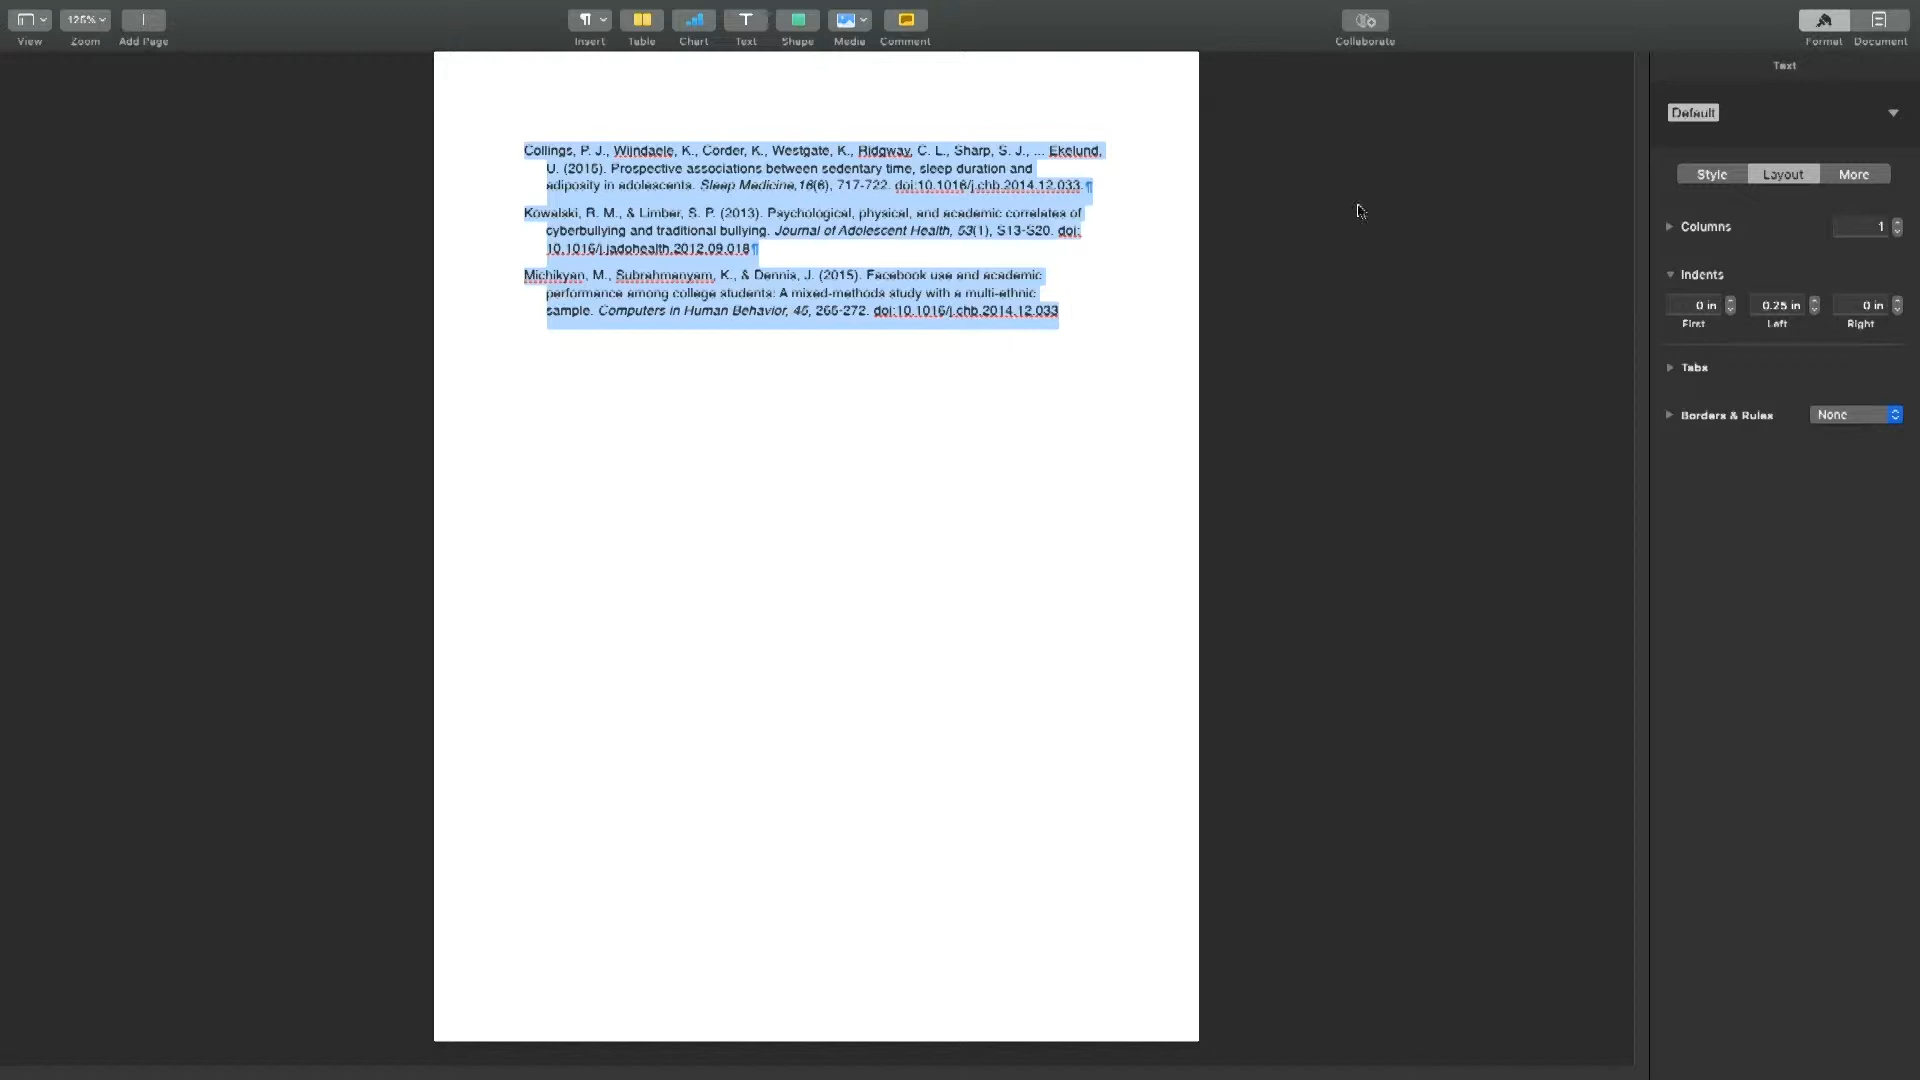 125%
View
Zoom
Add Page
Insert
Table
Chart
Text
Shape
Media
Comment
Collaborate
Format
Document
Text
Default
Style
Layout
More
Columns
1
Indents
0 in
0.25 in
0 in
First
Left
Right
Tabs
Borders & Rules
None
Collings, P. J., Wijndaele, K., Corder, K., Westgate, K., Ridgway, C. L., Sharp, S. J., ... Ekelund,
U. (2015). Prospective associations between sedentary time, sleep duration and
adiposity in adolescents. Sleep Medicine,16(6), 717-722. doi:10.1016/j.chb.2014.12.033.¶
Kowalski, R. M., & Limber, S. P. (2013). Psychological, physical, and academic correlates of
cyberbullying and traditional bullying. Journal of Adolescent Health, 53(1), S13-S20. doi:
10.1016/j.jadohealth.2012.09.018¶
Michikyan, M., Subrahmanyam, K., & Dennis, J. (2015). Facebook use and academic
performance among college students: A mixed-methods study with a multi-ethnic
sample. Computers in Human Behavior, 45, 265-272. doi:10.1016/j.chb.2014.12.033